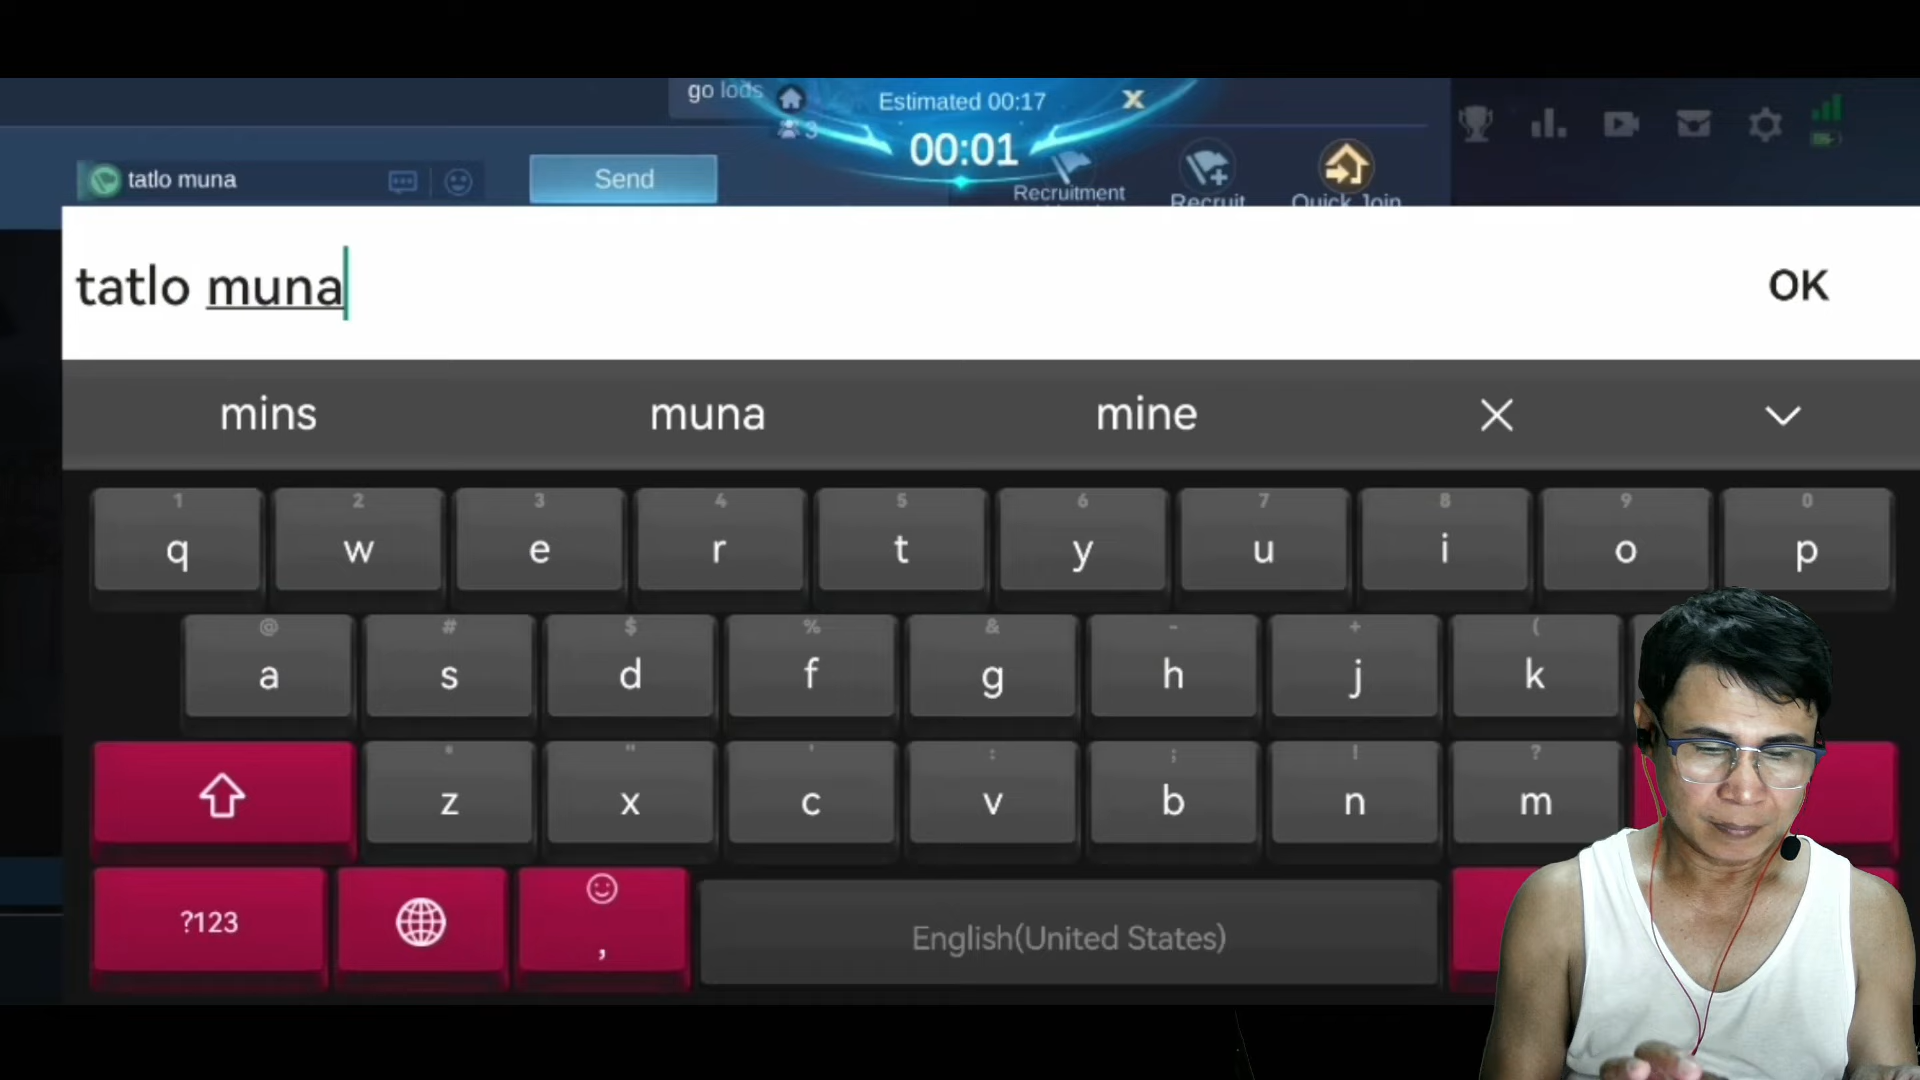 go lods
Estimated 00:17
X
3
00:01
tatlo muna
Send
Recruitment
Recruit
Quick Join
tatlo muna
OK
mins muna mine
1 2 3 4 5 6 7 8 9 0
q w e r t y u i o p
@ # $ % & - + (
a s d f g h j k
* " ' : ; ! ?
z x c v b n m
?123
,
English(United States)